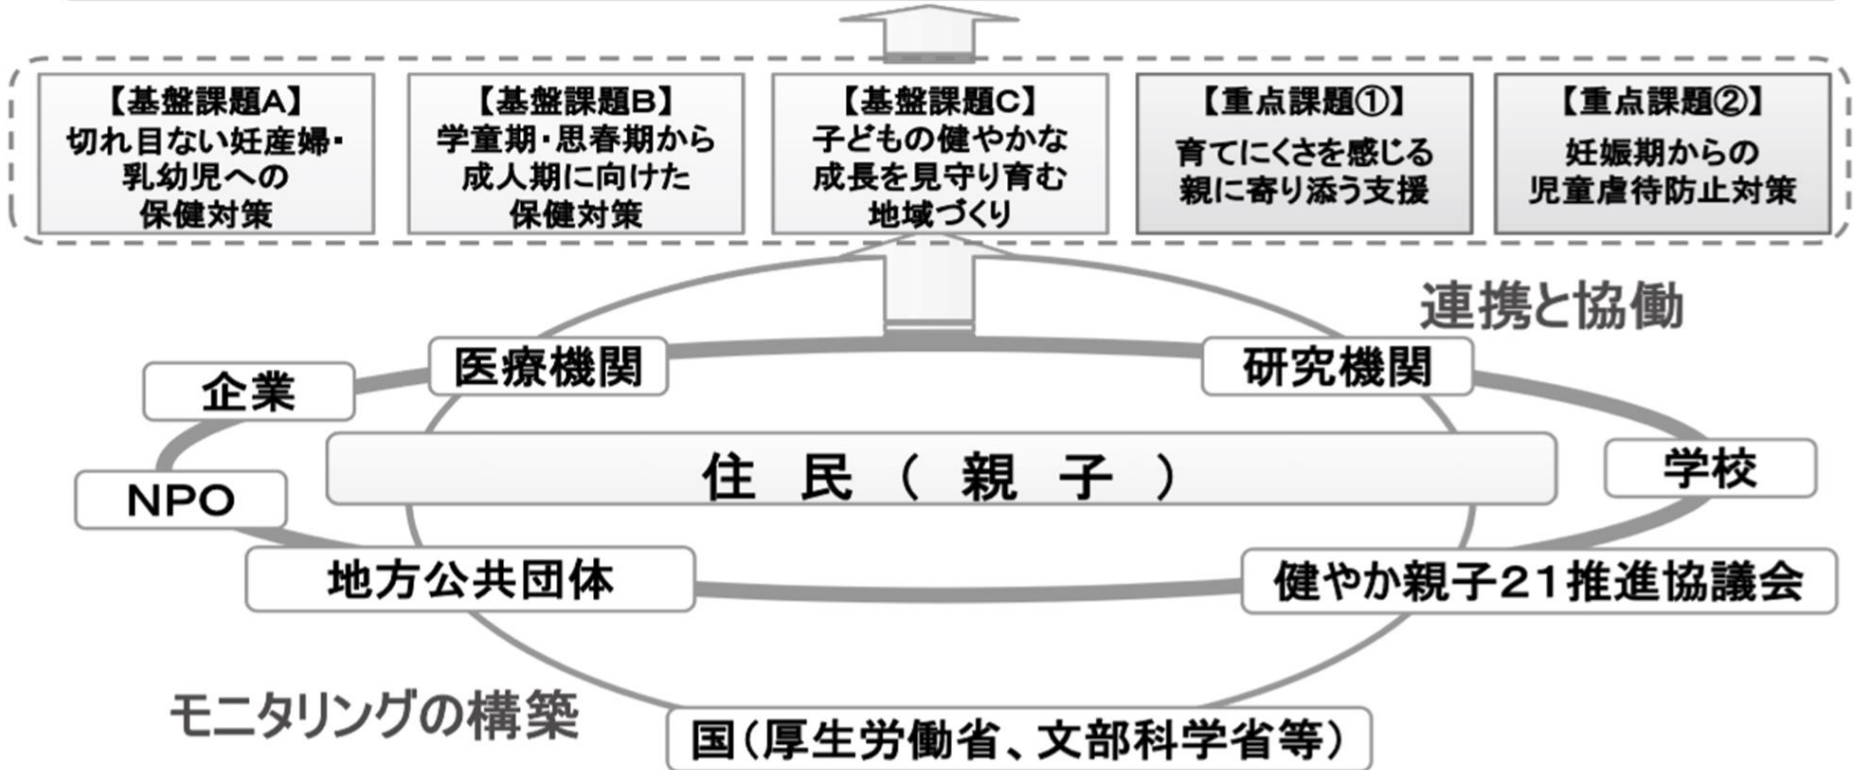 【基盤課題A】
切れ目ない妊産婦・
乳幼児への
保健対策
【基盤課題B】
学童期・思春期から
成人期に向けた
保健対策
【基盤課題C】
子どもの健やかな
成長を見守り育む
地域づくり
【重点課題①】
育てにくさを感じる
親に寄り添う支援
【重点課題②】
妊娠期からの
児童虐待防止対策
連携と協働
医療機関
研究機関
企業
住民(親子)
学校
NPO
地方公共団体
健やか親子21推進協議会
モニタリングの構築
国(厚生労働省、文部科学省等)